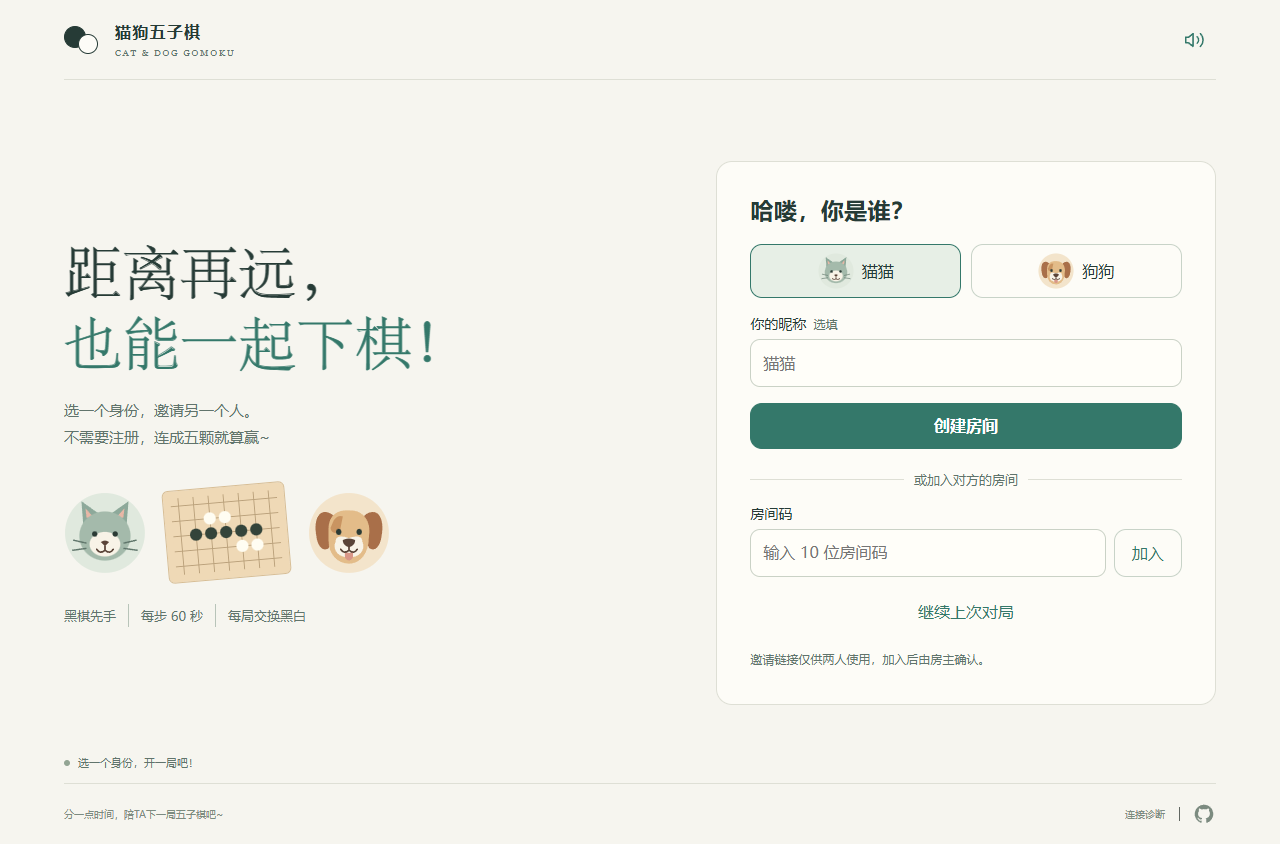 猫狗五子棋
CAT & DOG GOMOKU
距离再远，
也能一起下棋！
选一个身份，邀请另一个人。
不需要注册，连成五颗就算赢~
黑棋先手
每步 60 秒
每局交换黑白
哈喽，你是谁？
猫猫
狗狗
你的昵称 选填
猫猫
创建房间
或加入对方的房间
房间码
输入 10 位房间码
加入
继续上次对局
邀请链接仅供两人使用，加入后由房主确认。
选一个身份，开一局吧！
分一点时间，陪TA下一局五子棋吧~
连接诊断